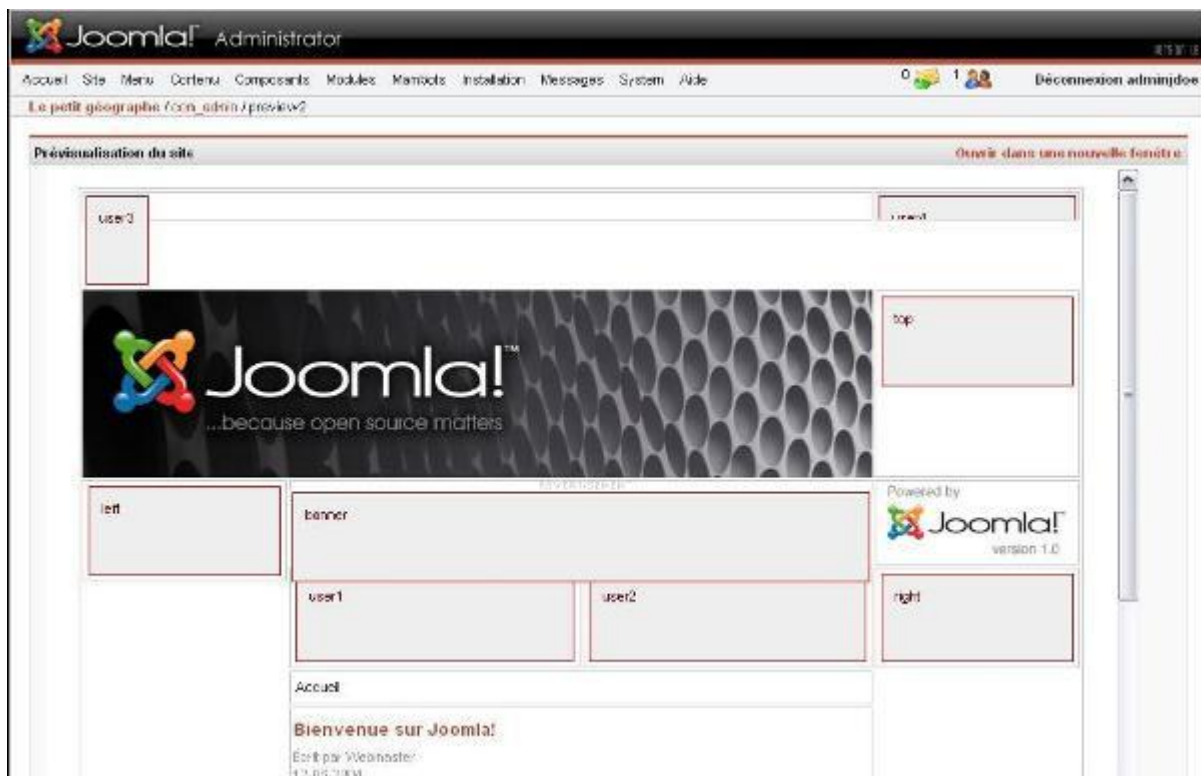 Joomla! Administrator
Accueil Site Menu Contenu Composants Modules Mambots Installation Messages System Aide 0 1 Déconnexion adminjdoe
Le petit géographe / com_admin / preview2
Prévisualisation du site Ouvrir dans une nouvelle fenêtre
user3
top
Joomla!™
...because open source matters
left
banner
Powered by
Joomla!
version 1.0
user1 user2 right
Accueil
Bienvenue sur Joomla!
Écrit par Webmaster